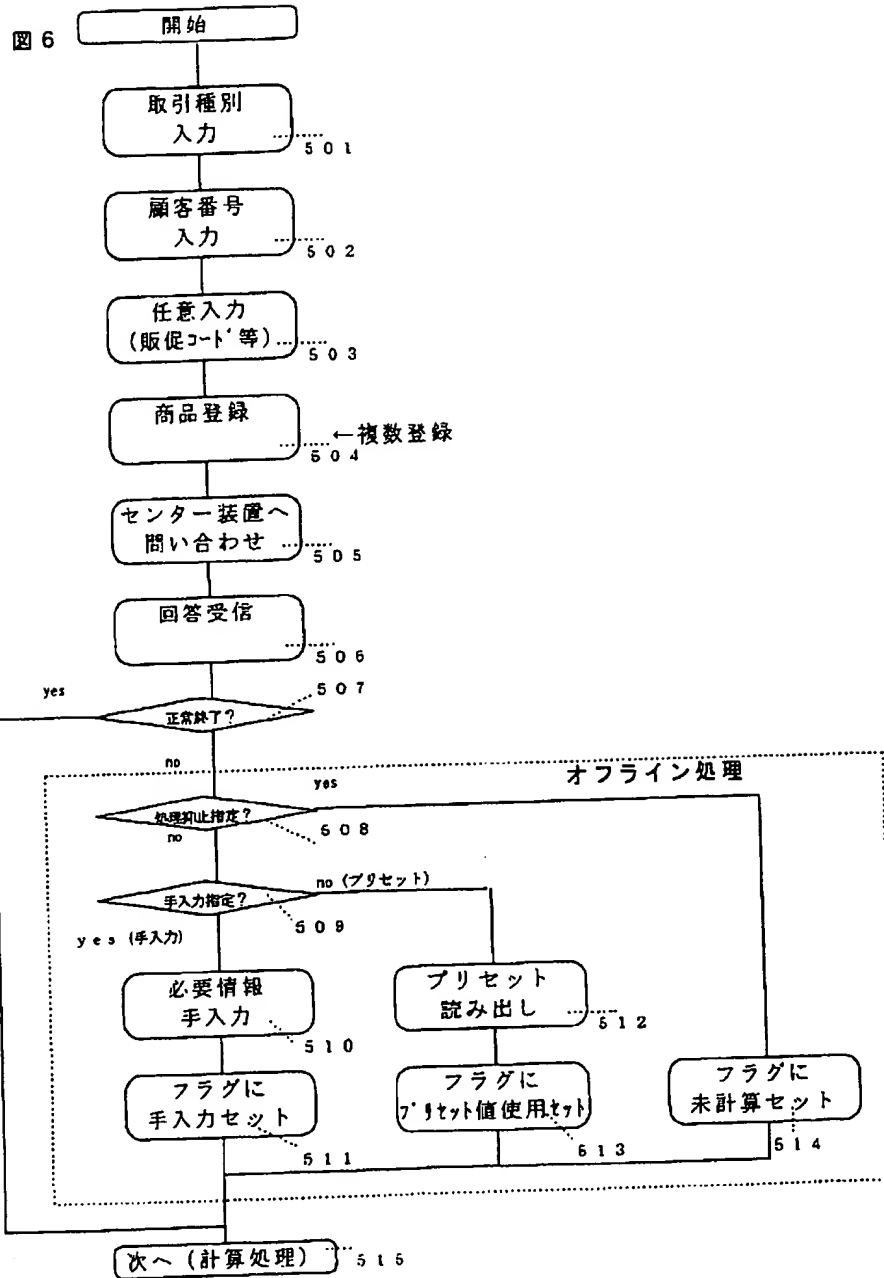 図6
開始
取引種別
入力
501
顧客番号
入力
502
任意入力
(販促ｺｰﾄﾞ等)
503
商品登録
504
←複数登録
センター装置へ
問い合わせ
505
回答受信
506
507
yes
正常終了?
no
オフライン処理
yes
処理抑止指定?
508
no
no (プリセット)
手入力指定?
509
yes (手入力)
必要情報
手入力
510
プリセット
読み出し
512
フラグに
手入力セット
511
フラグに
ﾌﾟﾘｾｯﾄ値使用ｾｯﾄ
513
フラグに
未計算セット
514
次へ (計算処理)
515